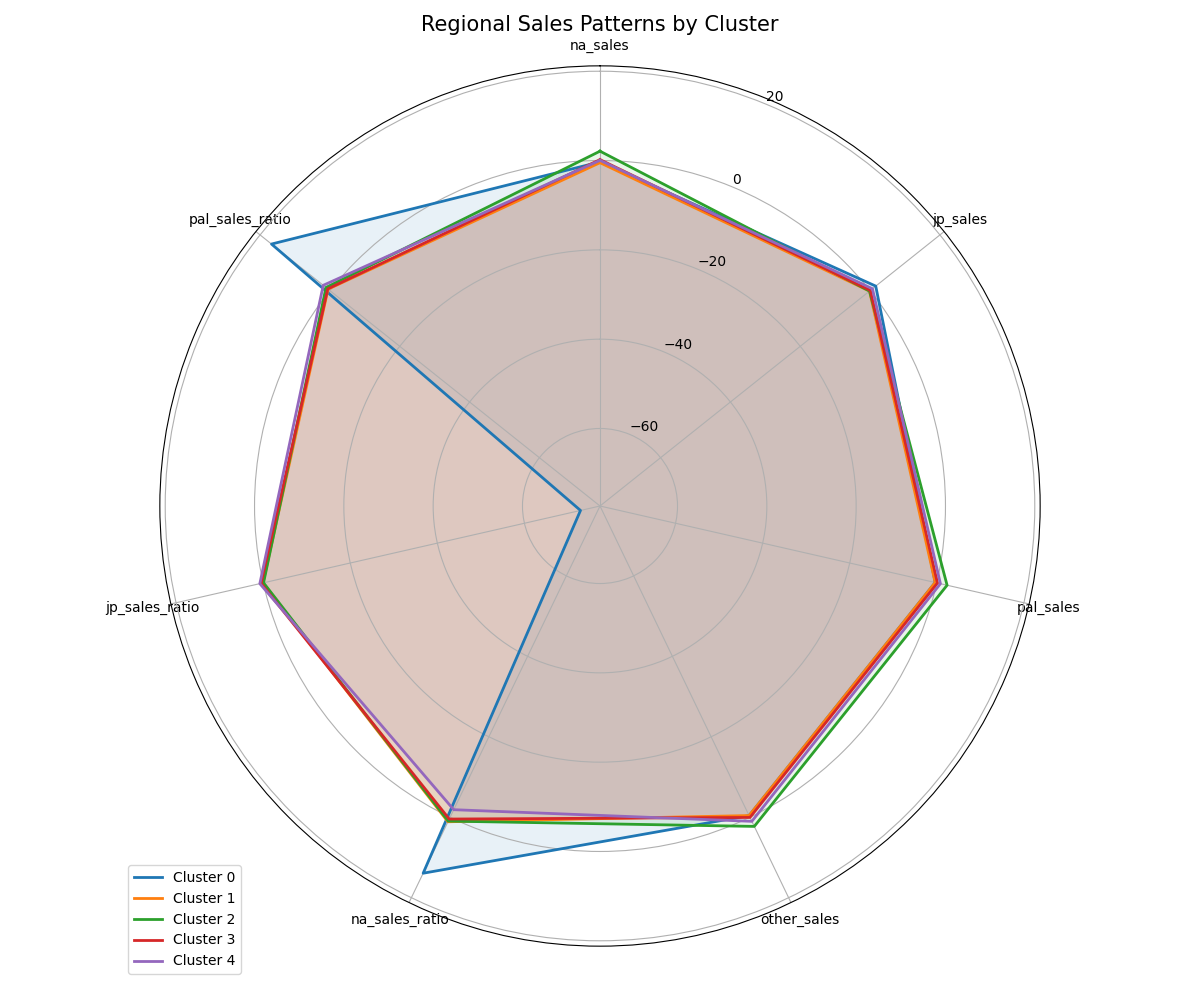 Regional Sales Patterns by Cluster
na_sales
20
0
pal_sales_ratio
jp_sales
−20
−40
−60
jp_sales_ratio
pal_sales
na_sales_ratio
other_sales
Cluster 0
Cluster 1
Cluster 2
Cluster 3
Cluster 4